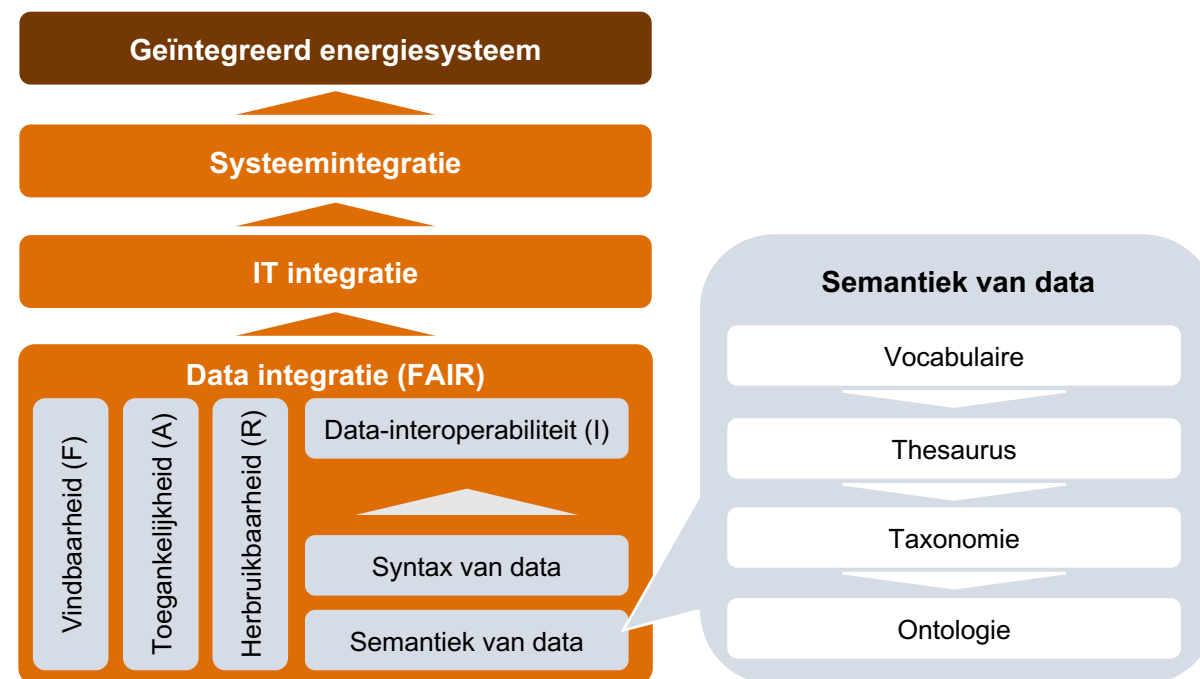 Geïntegreerd energiesysteem
Systeemintegratie
IT integratie
Data integratie (FAIR)
Vindbaarheid (F)
Toegankelijkheid (A)
Herbruikbaarheid (R)
Data-interoperabiliteit (I)
Syntax van data
Semantiek van data
Semantiek van data
Vocabulaire
Thesaurus
Taxonomie
Ontologie